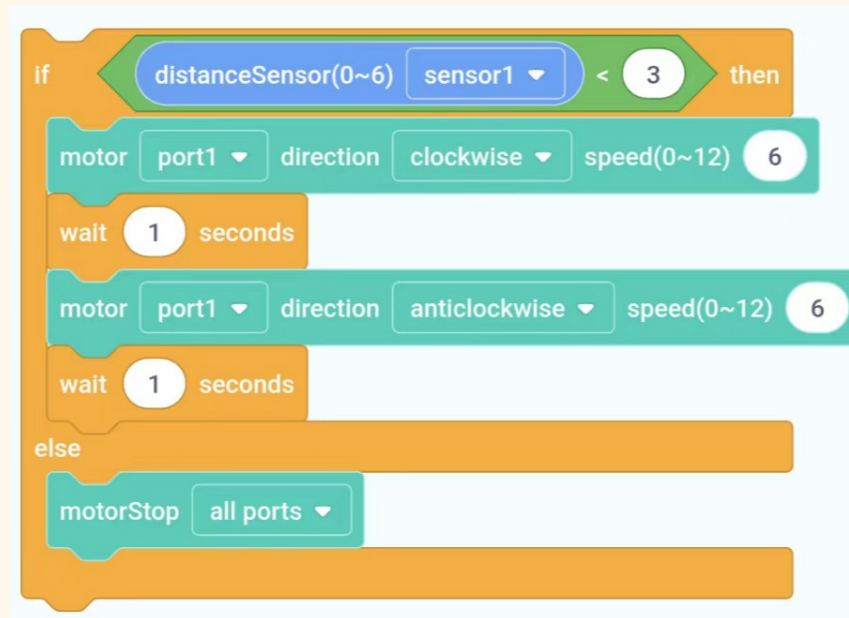 if distanceSensor(0~6) sensor1 < 3 then
motor port1 direction clockwise speed(0~12) 6
wait 1 seconds
motor port1 direction anticlockwise speed(0~12) 6
wait 1 seconds
else
motorStop all ports